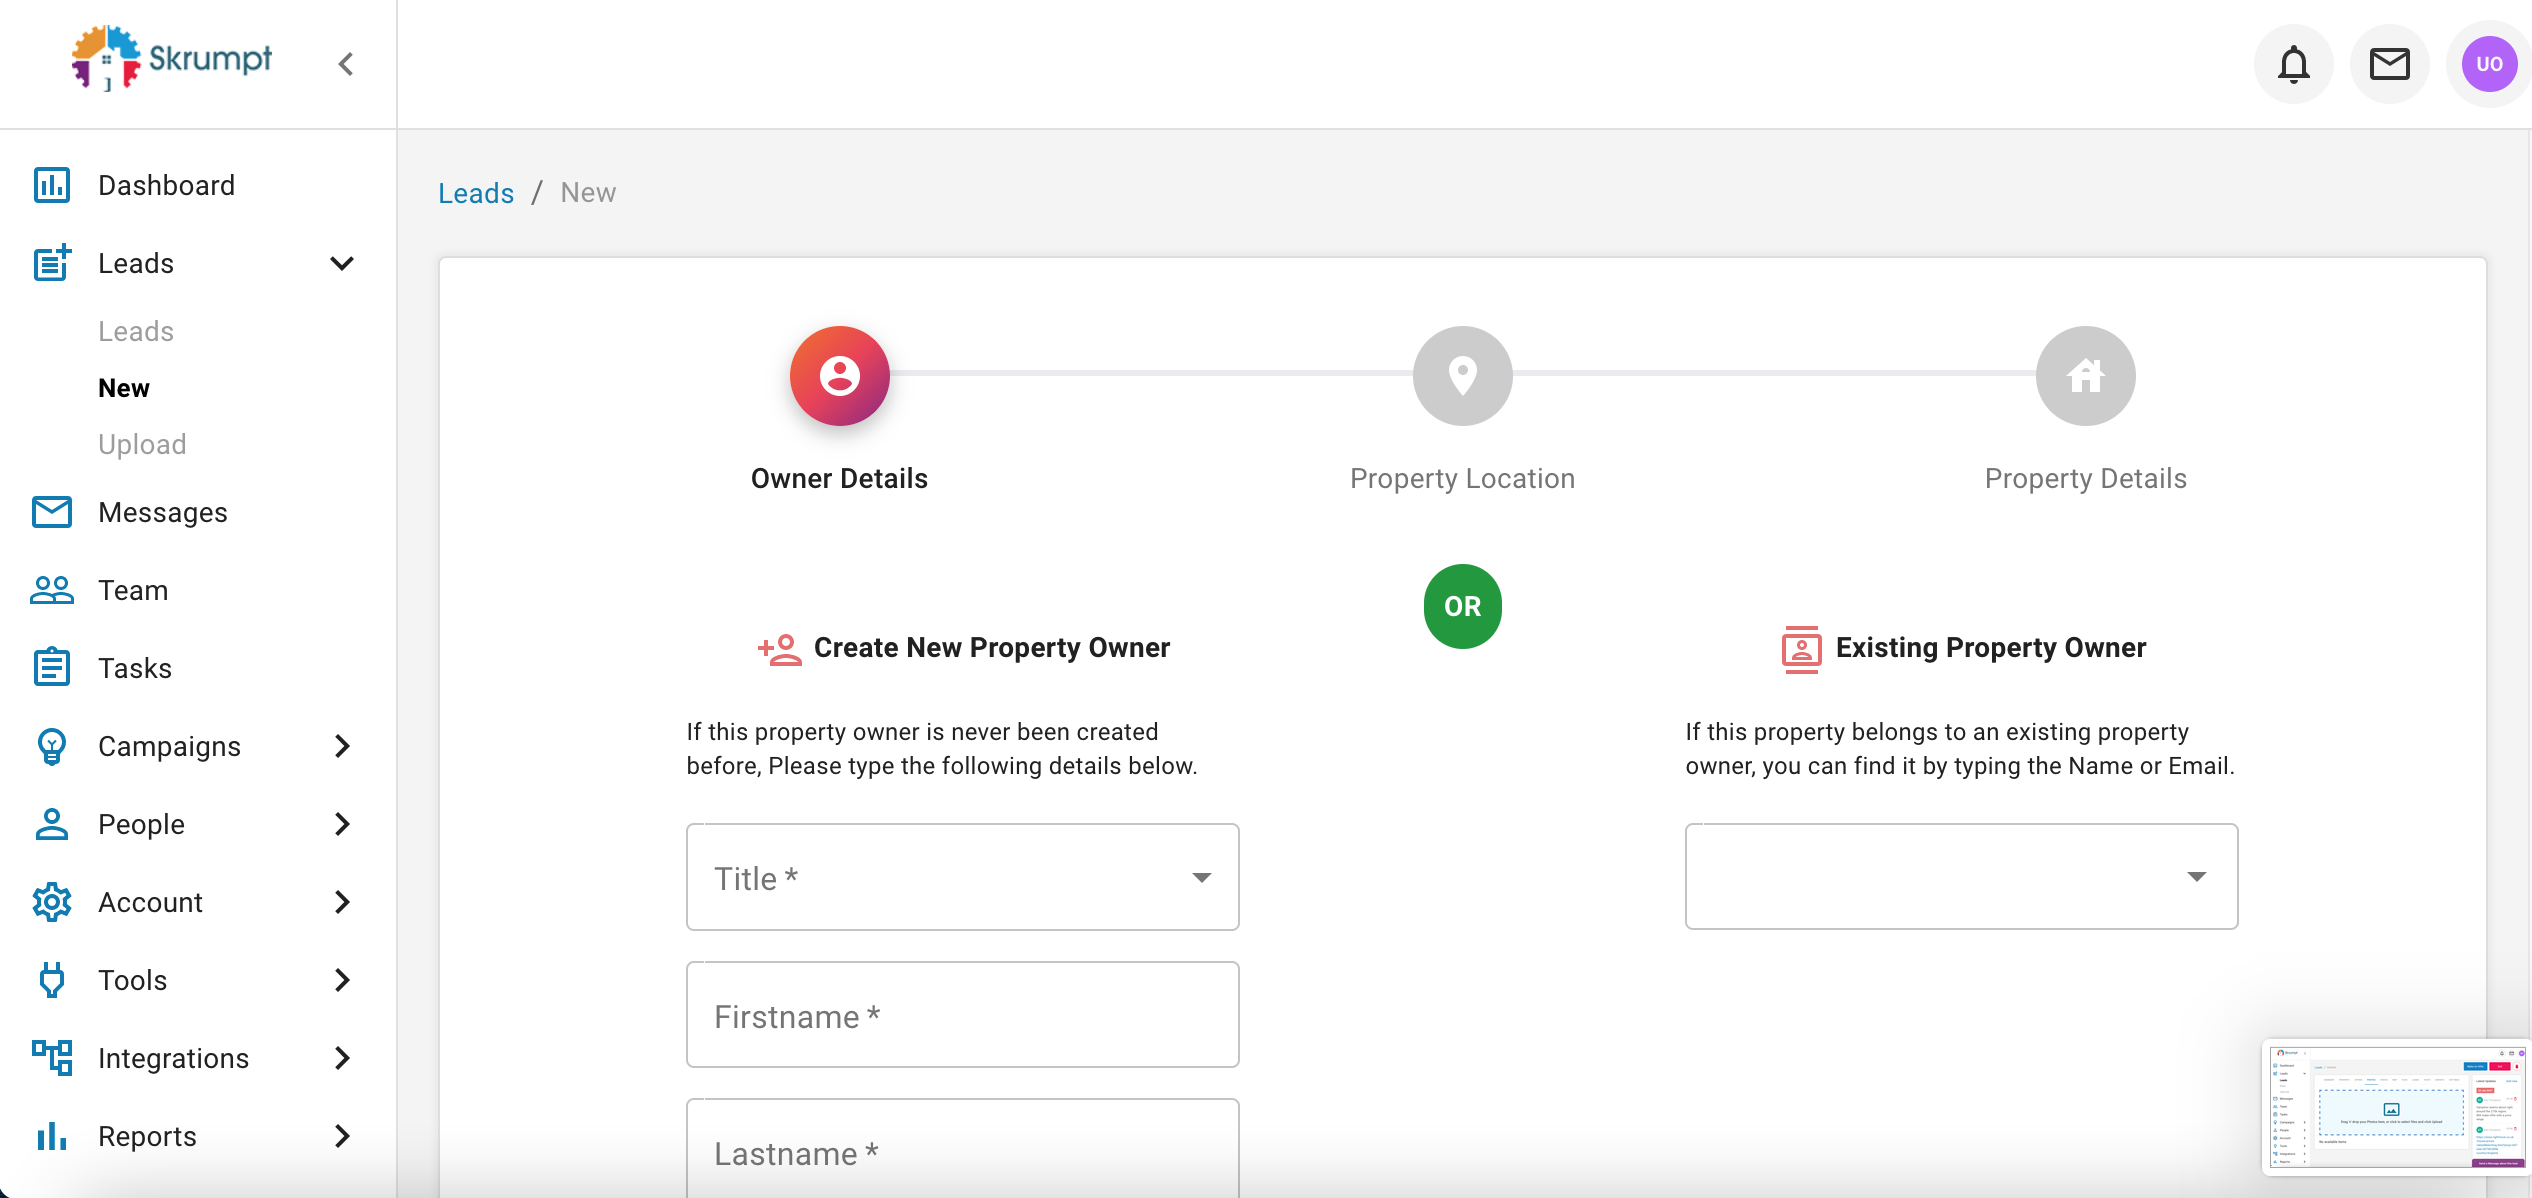 Skrumpt
UO
Dashboard
Leads
Leads
New
Upload
Messages
Team
Tasks
Campaigns
People
Account
Tools
Integrations
Reports
Leads / New
Owner Details
Property Location
Property Details
OR
Create New Property Owner
If this property owner is never been created
before, Please type the following details below.
Title *
Firstname *
Lastname *
Existing Property Owner
If this property belongs to an existing property
owner, you can find it by typing the Name or Email.